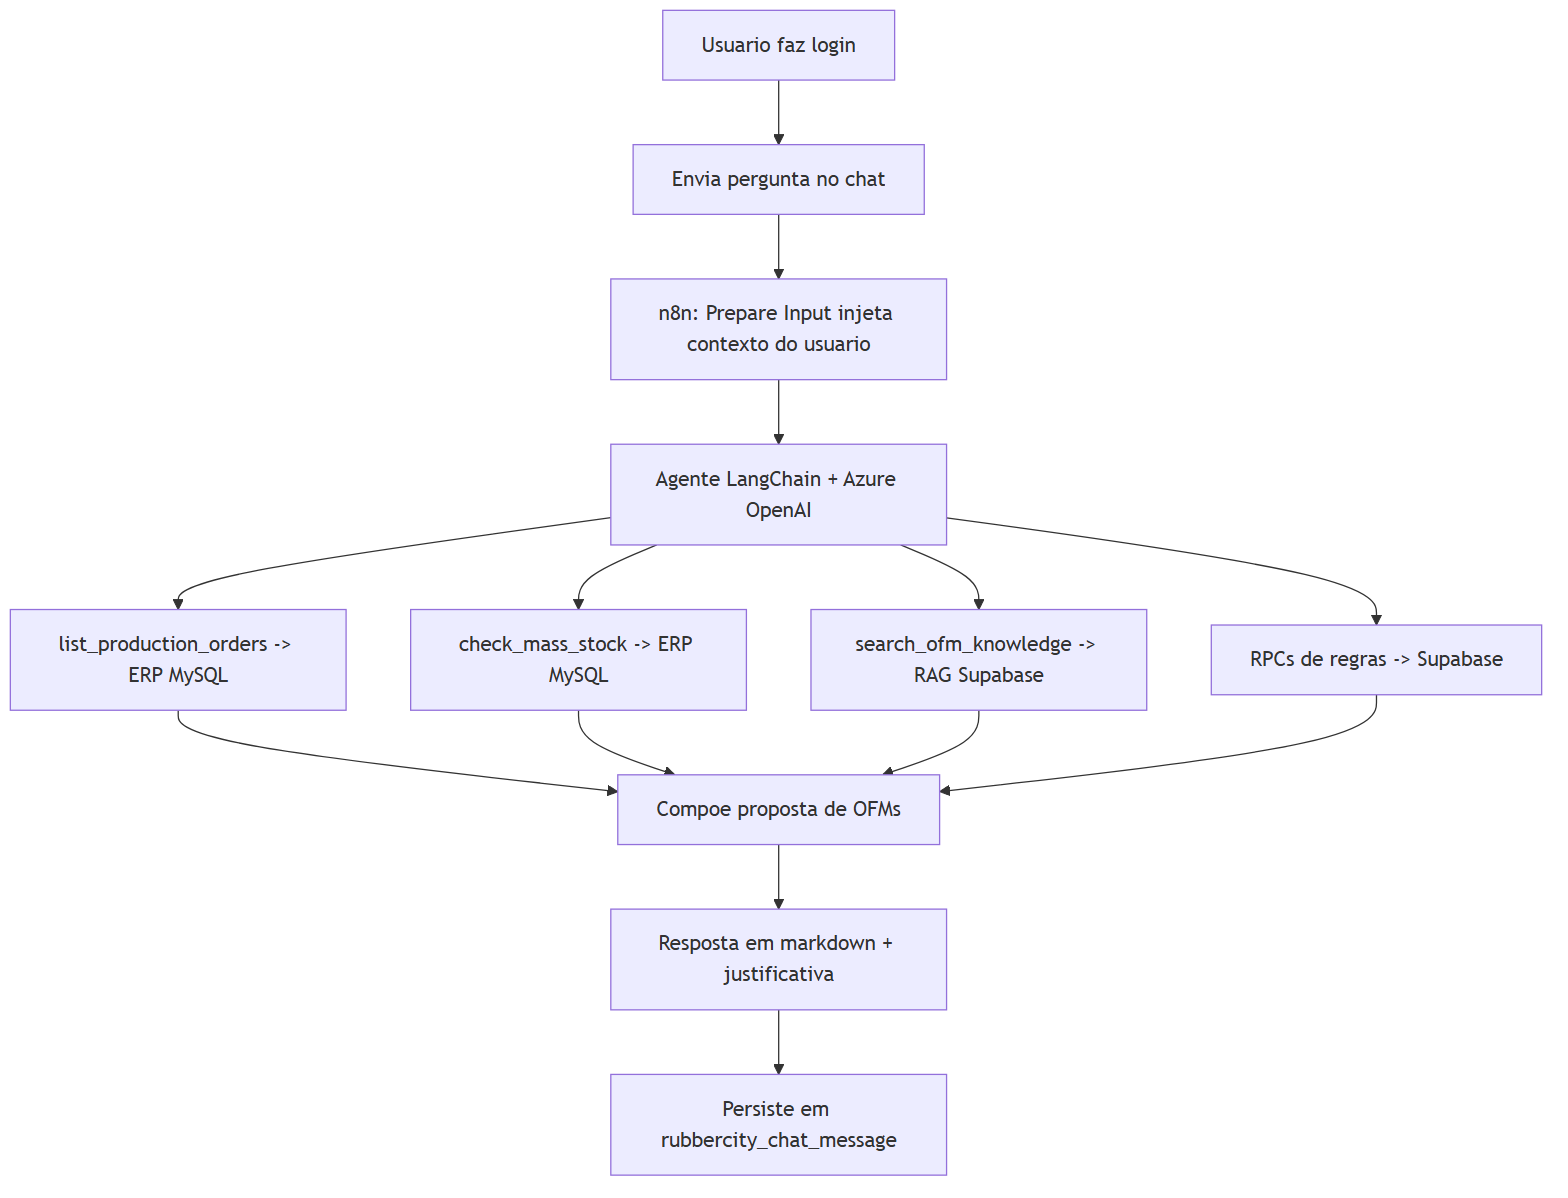 Usuario faz login
Envia pergunta no chat
n8n: Prepare Input injeta
contexto do usuario
Agente LangChain + Azure
OpenAI
list_production_orders ->
ERP MySQL
check_mass_stock -> ERP
MySQL
search_ofm_knowledge ->
RAG Supabase
RPCs de regras -> Supabase
Compoe proposta de OFMs
Resposta em markdown +
justificativa
Persiste em
rubbercity_chat_message